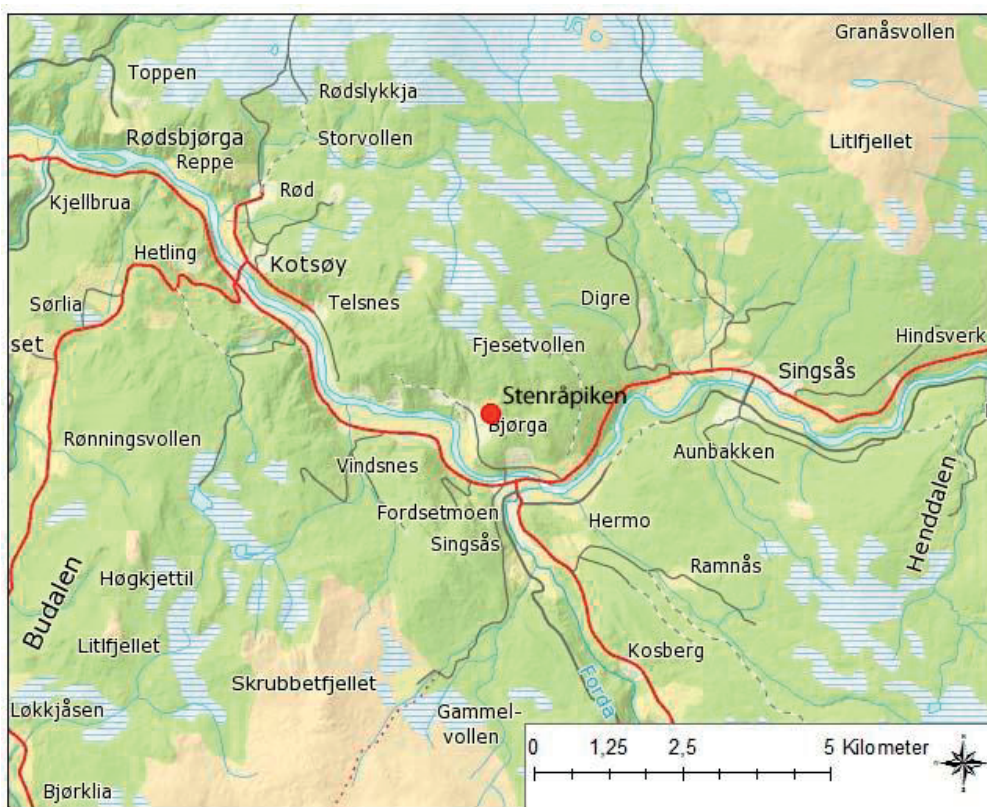 Granåsvollen
Toppen
Rødslykkja
Rødsbjørga
Storvollen
Litlfjellet
Reppe
Rød
Kjellbrua
Hetling
Kotsøy
Sørlia
Telsnes
Digre
set
Fjesetvollen
Hindsverk
Singsås
Stenråpiken
Bjørga
Rønningsvollen
Vindsnes
Aunbakken
Fordsetmoen
Hermo
Singsås
Henddalen
Budalen
Høgkjettil
Ramnås
Litlfjellet
Skrubbetfjellet
Kosberg
Forda
Løkkjåsen
Gammel-
vollen
0 1,25 2,5 5 Kilometer
Bjørklia